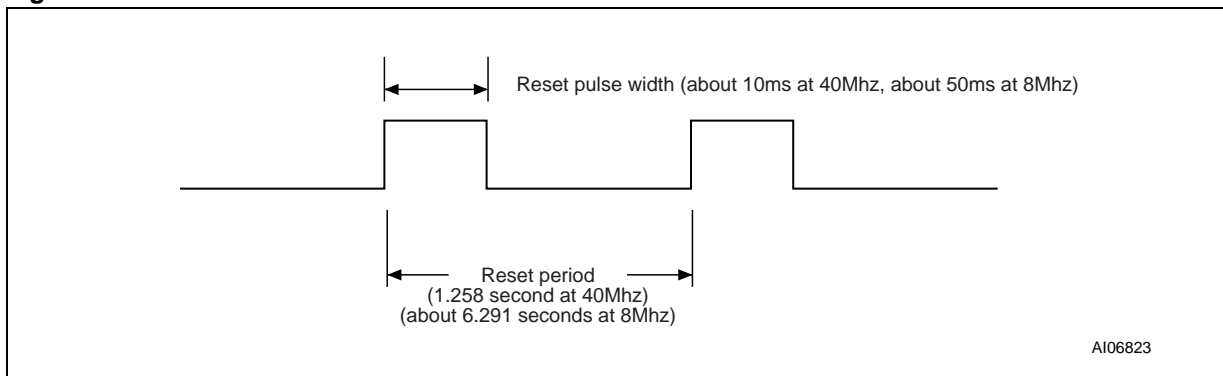 Reset pulse width (about 10ms at 40Mhz, about 50ms at 8Mhz)
Reset period
(1.258 second at 40Mhz)
(about 6.291 seconds at 8Mhz)
AI06823